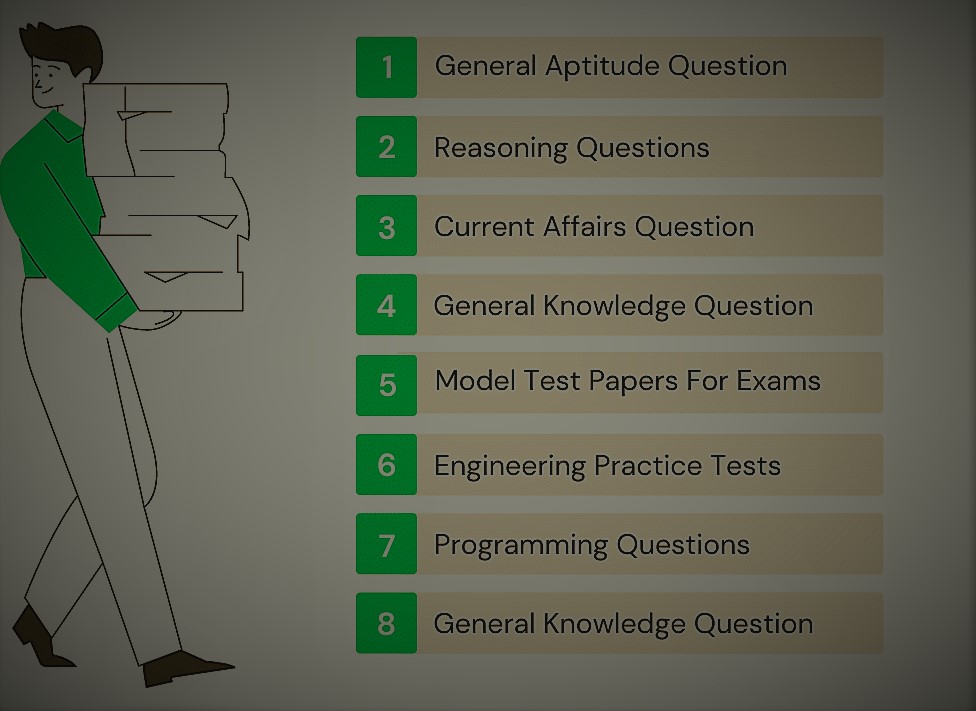 1 General Aptitude Question
2 Reasoning Questions
3 Current Affairs Question
4 General Knowledge Question
5 Model Test Papers For Exams
6 Engineering Practice Tests
7 Programming Questions
8 General Knowledge Question